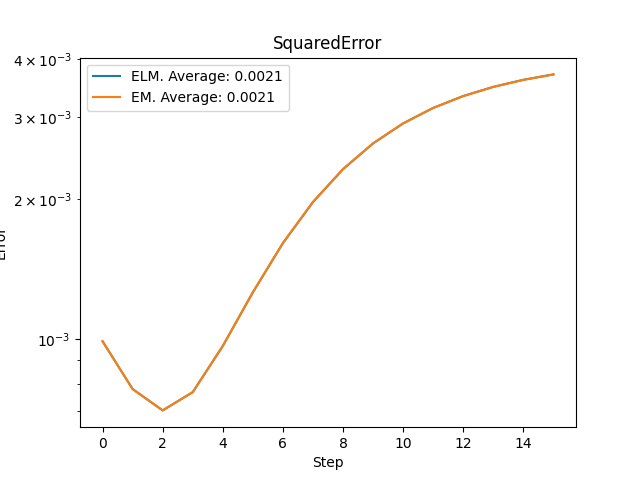 SquaredError
4 × 10⁻³
3 × 10⁻³
2 × 10⁻³
10⁻³
ELM. Average: 0.0021
EM. Average: 0.0021
Error
0 2 4 6 8 10 12 14
Step